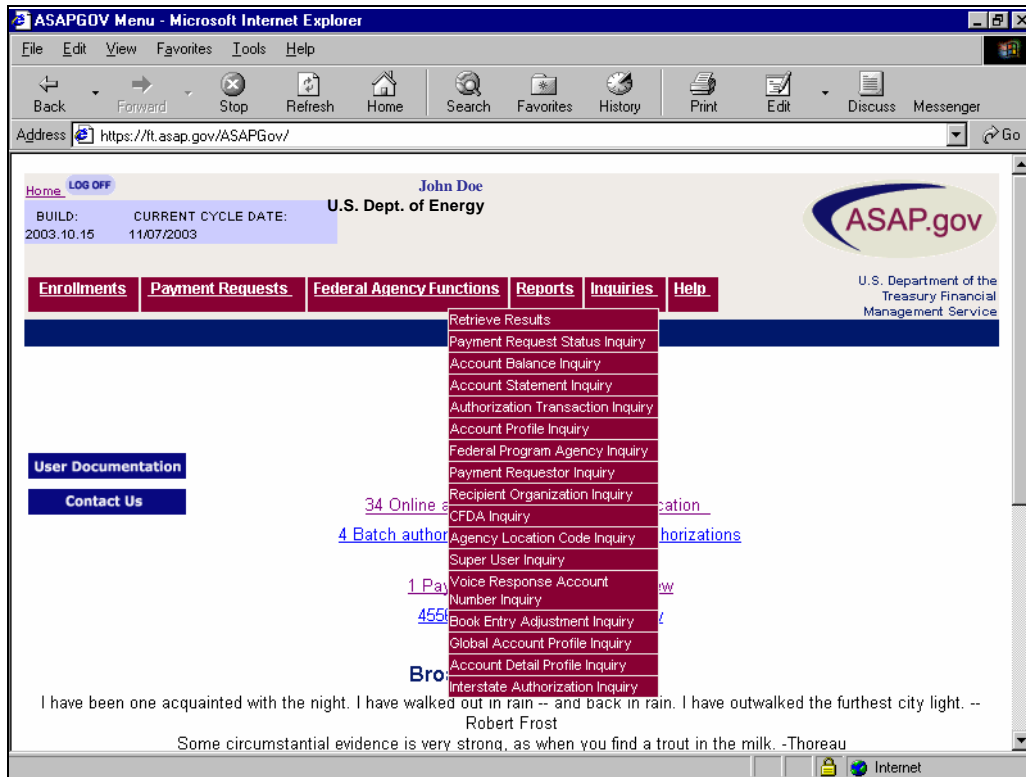 ASAPGOV Menu - Microsoft Internet Explorer
File Edit View Favorites Tools Help
Back Forward Stop Refresh Home Search Favorites History Print Edit Discuss Messenger
Address https://ft.asap.gov/ASAPGov/ Go
Home LOG OFF
John Doe
U.S. Dept. of Energy
BUILD: CURRENT CYCLE DATE:
2003.10.15 11/07/2003
ASAP.gov
U.S. Department of the
Treasury Financial
Management Service
Enrollments Payment Requests Federal Agency Functions Reports Inquiries Help
Retrieve Results
Payment Request Status Inquiry
Account Balance Inquiry
Account Statement Inquiry
Authorization Transaction Inquiry
Account Profile Inquiry
Federal Program Agency Inquiry
Payment Requestor Inquiry
Recipient Organization Inquiry
CFDA Inquiry
Agency Location Code Inquiry
Super User Inquiry
Voice Response Account
Number Inquiry
Book Entry Adjustment Inquiry
Global Account Profile Inquiry
Account Detail Profile Inquiry
Interstate Authorization Inquiry
User Documentation
Contact Us
34 Online
4 Batch
1
I have been one acquainted with the night. I have walked out in rain -- and back in rain. I have outwalked the furthest city light. --
Robert Frost
Some circumstantial evidence is very strong, as when you find a trout in the milk. -Thoreau
Internet